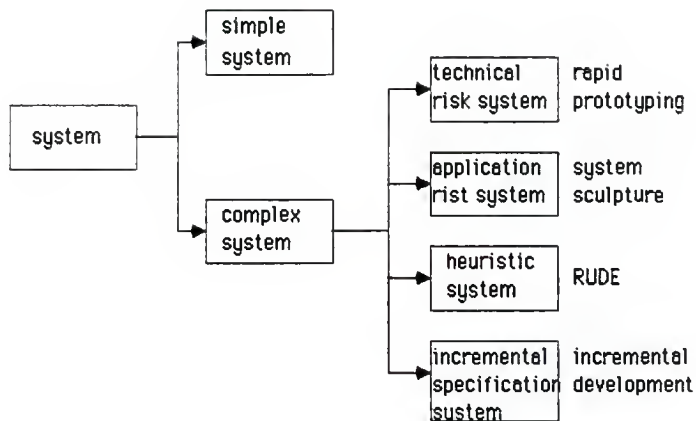 simple
system
system
complex
system
technical
risk system
rapid
prototyping
application
rist system
system
sculpture
heuristic
system
RUDE
incremental
specification
system
incremental
development